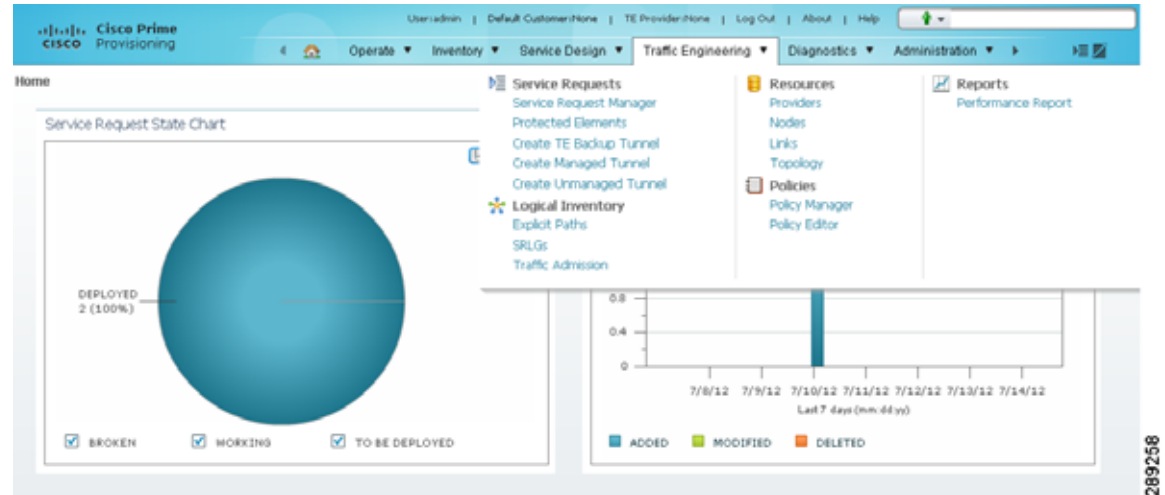 User:admin | Default Customer:None | TE Provider:None | Log Out | About | Help
Cisco Prime
CISCO Provisioning
Operate Inventory Service Design Traffic Engineering Diagnostics Administration
Home
Service Requests
Service Request Manager
Protected Elements
Create TE Backup Tunnel
Create Managed Tunnel
Create Unmanaged Tunnel
Logical Inventory
Explicit Paths
SRLGs
Traffic Admission
Resources
Providers
Nodes
Links
Topology
Policies
Policy Manager
Policy Editor
Reports
Performance Report
Service Request State Chart
DEPLOYED
2 (100%)
BROKEN WORKING TO BE DEPLOYED
0.8
0.4
0
7/8/12 7/9/12 7/10/12 7/11/12 7/12/12 7/13/12 7/14/12
Last 7 days (mm:dd:yy)
ADDED MODIFIED DELETED
289258